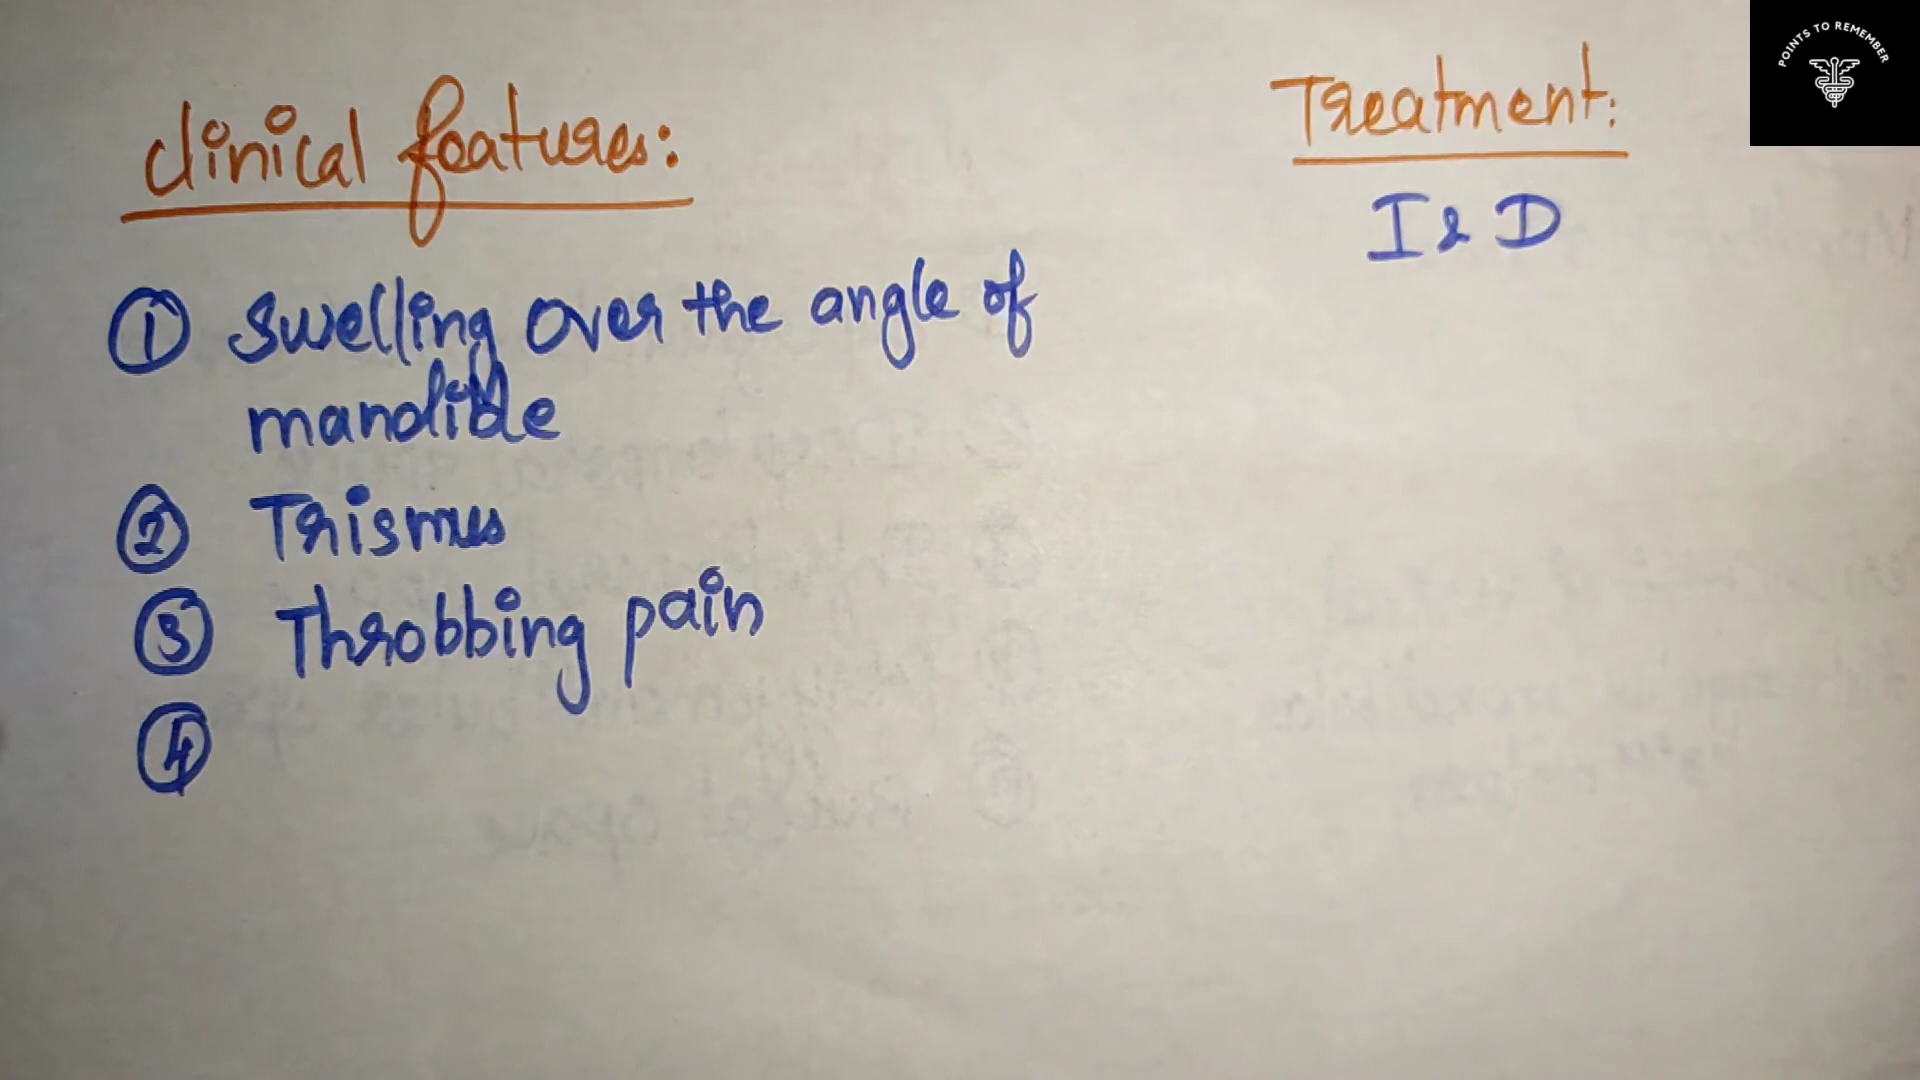 Clinical features:
① Swelling over the angle of
mandible
② Trismus
③ Throbbing pain
④
Treatment:
I & D
POINTS TO REMEMBER